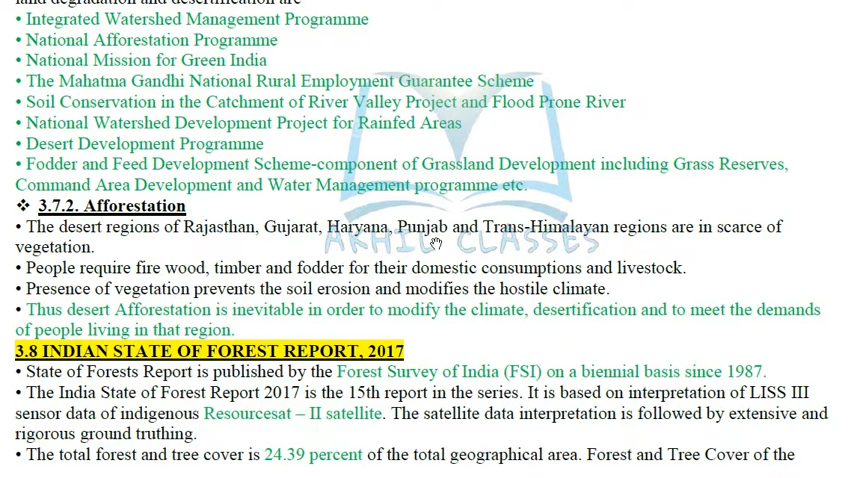 land degradation and desertification are
• Integrated Watershed Management Programme
• National Afforestation Programme
• National Mission for Green India
• The Mahatma Gandhi National Rural Employment Guarantee Scheme
• Soil Conservation in the Catchment of River Valley Project and Flood Prone River
• National Watershed Development Project for Rainfed Areas
• Desert Development Programme
• Fodder and Feed Development Scheme-component of Grassland Development including Grass Reserves,
Command Area Development and Water Management programme etc.
❖ 3.7.2. Afforestation
• The desert regions of Rajasthan, Gujarat, Haryana, Punjab and Trans-Himalayan regions are in scarce of
AKHIL CLASSES
vegetation.
• People require fire wood, timber and fodder for their domestic consumptions and livestock.
• Presence of vegetation prevents the soil erosion and modifies the hostile climate.
• Thus desert Afforestation is inevitable in order to modify the climate, desertification and to meet the demands
of people living in that region.
3.8 INDIAN STATE OF FOREST REPORT, 2017
• State of Forests Report is published by the Forest Survey of India (FSI) on a biennial basis since 1987.
• The India State of Forest Report 2017 is the 15th report in the series. It is based on interpretation of LISS III
sensor data of indigenous Resourcesat – II satellite. The satellite data interpretation is followed by extensive and
rigorous ground truthing.
• The total forest and tree cover is 24.39 percent of the total geographical area. Forest and Tree Cover of the